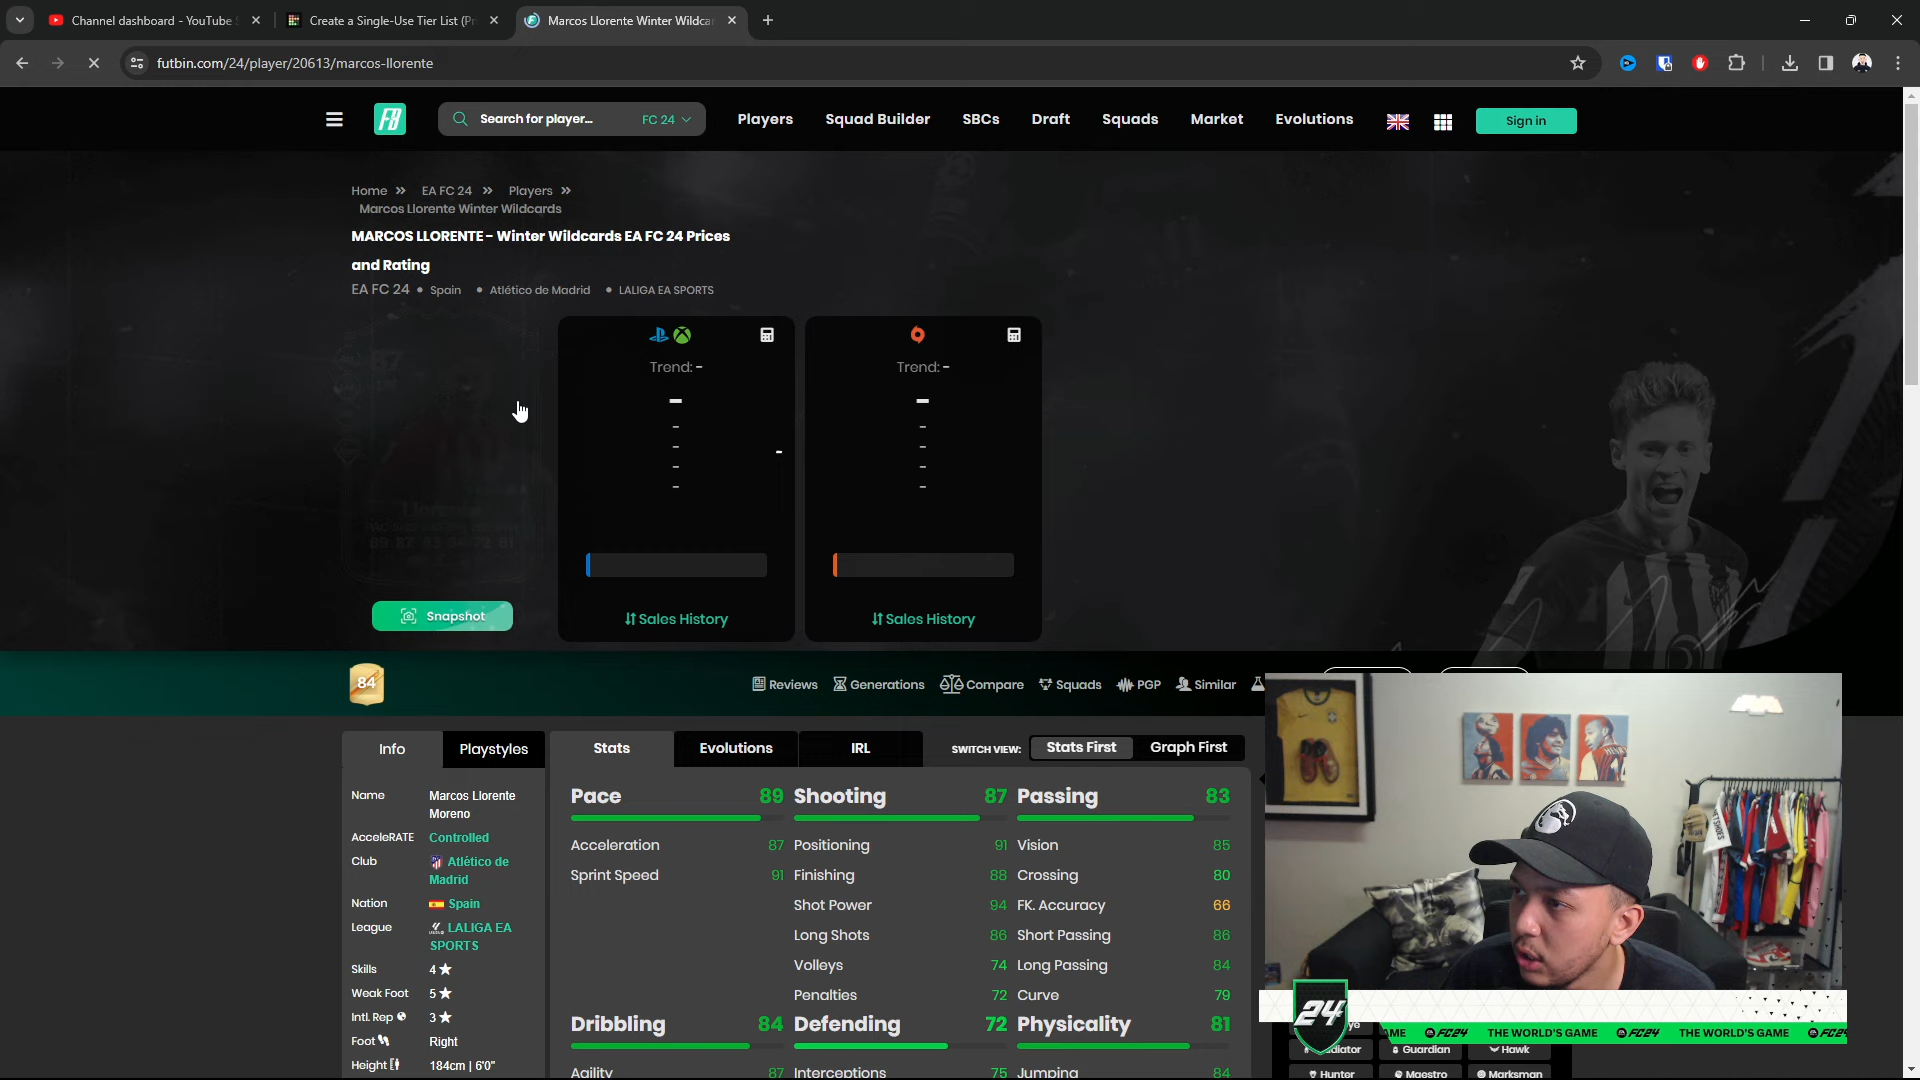 Channel dashboard - YouTube
Create a Single-Use Tier List (Pr
Marcos Llorente Winter Wildca
futbin.com/24/player/20613/marcos-llorente
Search for player...
FC 24
Players
Squad Builder
SBCs
Draft
Squads
Market
Evolutions
Sign in
Home » EA FC 24 » Players »
Marcos Llorente Winter Wildcards
MARCOS LLORENTE - Winter Wildcards EA FC 24 Prices
and Rating
EA FC 24 • Spain • Atlético de Madrid • LALIGA EA SPORTS
Trend: -
-
-
-
-
-
-
Sales History
Trend: -
-
-
-
-
-
Sales History
87
Llorente
Snapshot
84
Reviews
Generations
Compare
Squads
PGP
Similar
Info
Playstyles
Stats
Evolutions
IRL
SWITCH VIEW:
Stats First
Graph First
Name Marcos Llorente
Moreno
AcceleRATE Controlled
Club Atlético de
Madrid
Nation Spain
League LALIGA EA
SPORTS
Skills 4★
Weak Foot 5★
Intl. Rep 3★
Foot Right
Height 184cm | 6'0"
Pace 89
Acceleration 87
Sprint Speed 91
Shooting 87
Positioning 91
Finishing 88
Shot Power 94
Long Shots 86
Volleys 74
Penalties 72
Passing 83
Vision 85
Crossing 80
FK. Accuracy 66
Short Passing 86
Long Passing 84
Curve 79
Dribbling 84
Agility 87
Defending 72
Interceptions 75
Physicality 81
Jumping 84
HENRY
24
AME FC24 THE WORLD'S GAME FC24 THE WORLD'S GAME FC24
Guardian
Hawk
Hunter
Maestro
Marksman